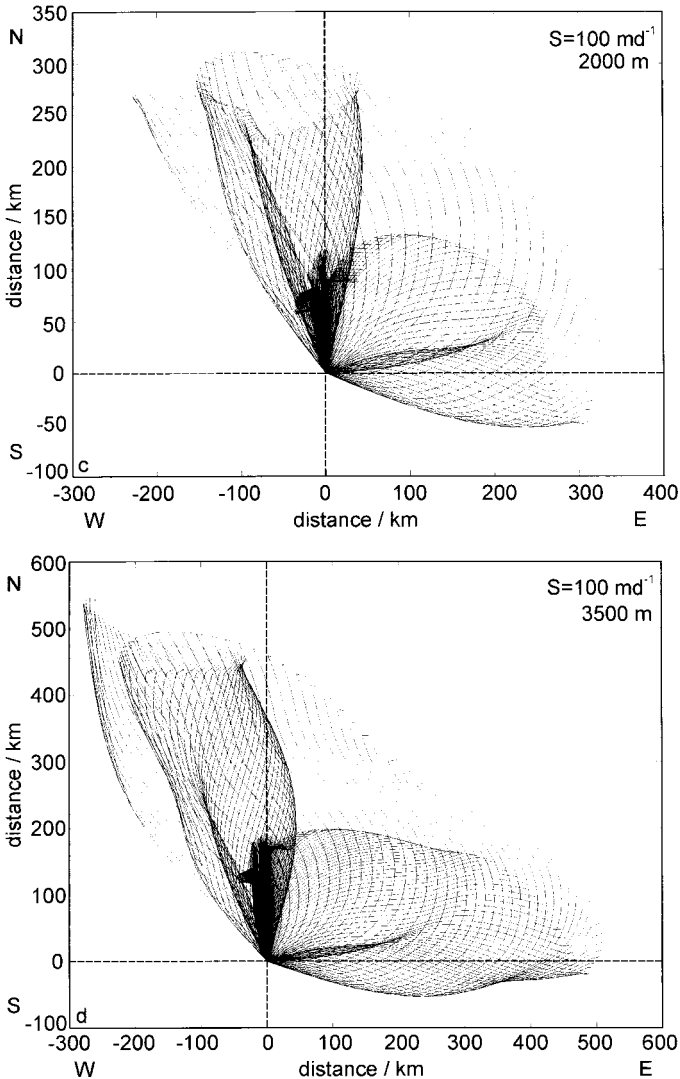 350
N
300
250
200
150
100
50
0
-50
S
-100
distance / km
S=100 md⁻¹
2000 m
c
-300 -200 -100 0 100 200 300 400
W distance / km E
600
N
500
400
300
200
100
0
S
-100
distance / km
S=100 md⁻¹
3500 m
d
-300 -200 -100 0 100 200 300 400 500 600
W distance / km E